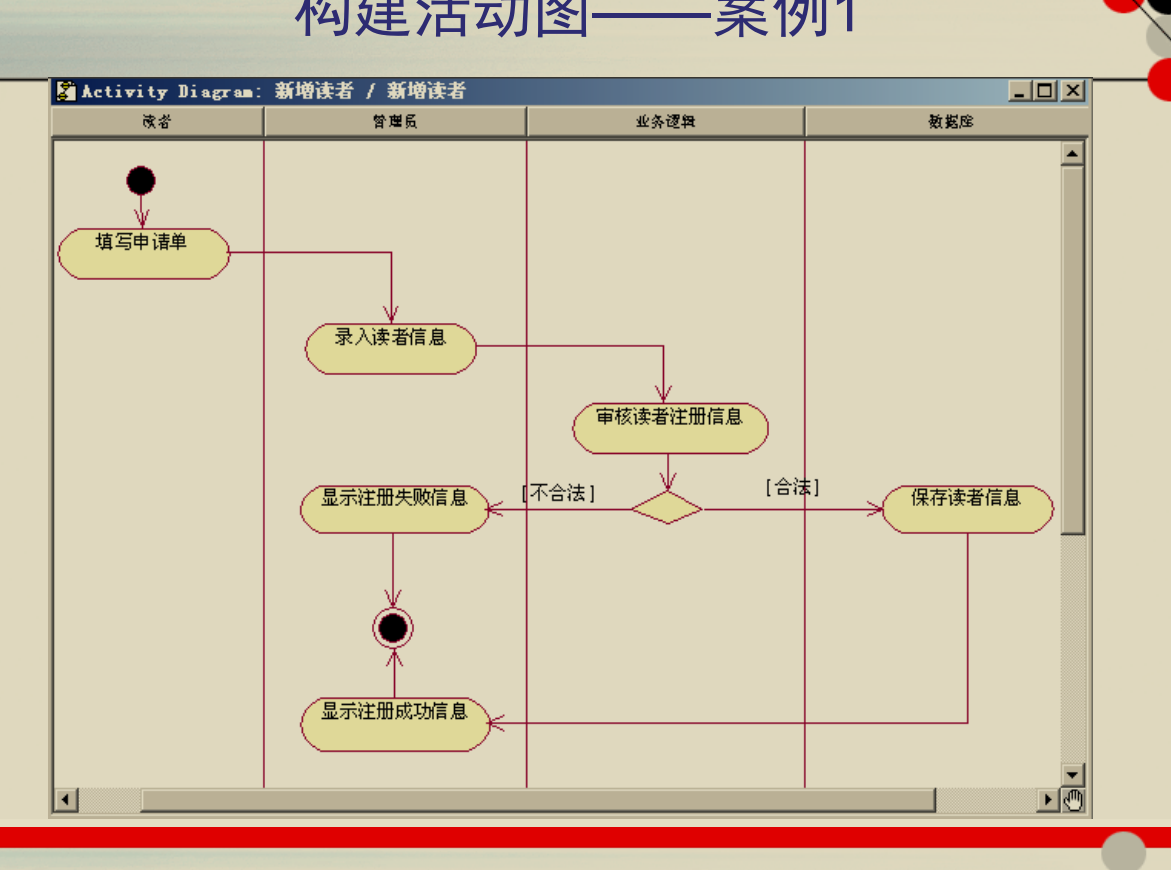 构建活动图——案例1
Activity Diagram: 新增读者 / 新增读者
读者 管理员 业务逻辑 数据库
填写申请单
录入读者信息
审核读者注册信息
显示注册失败信息 [不合法] [合法] 保存读者信息
显示注册成功信息